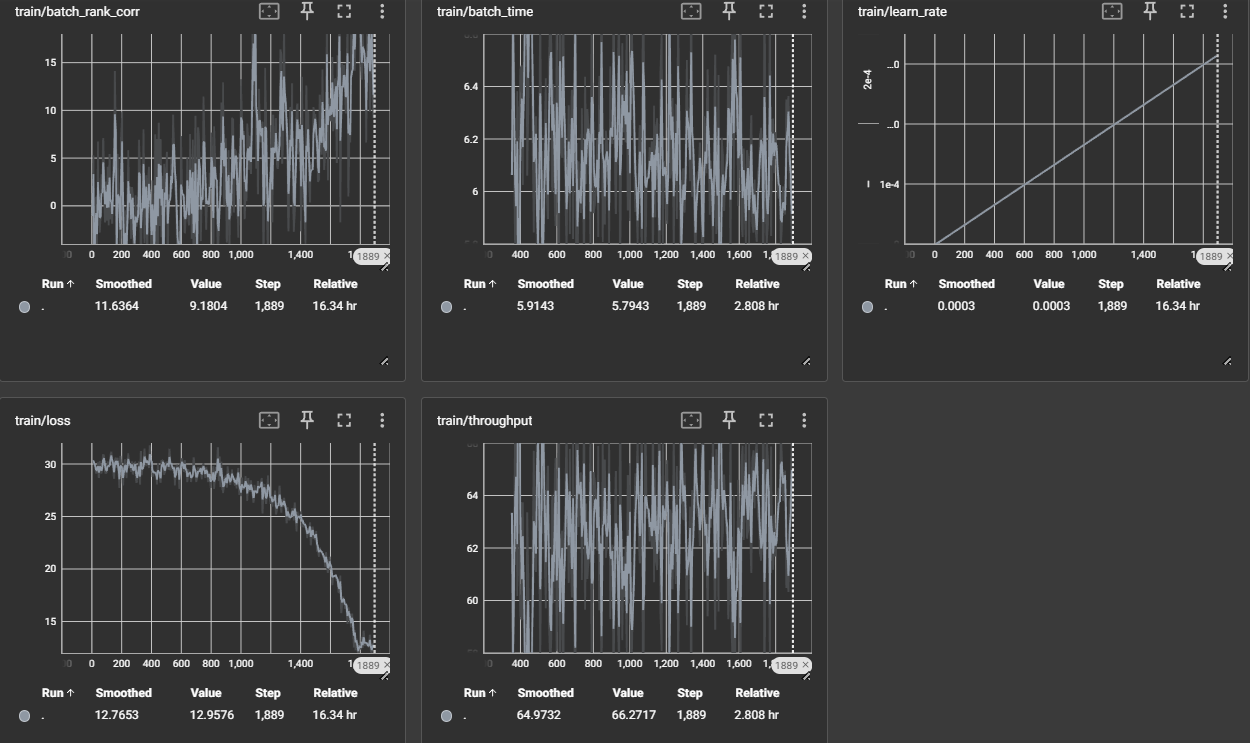 train/batch_rank_corr
15
10
5
0
0 200 400 600 800 1,000 1,400
1889
Run Smoothed Value Step Relative
. 11.6364 9.1804 1,889 16.34 hr
train/batch_time
6.4
6.2
6
400 600 800 1,000 1,200 1,400 1,600
1889
Run Smoothed Value Step Relative
. 5.9143 5.7943 1,889 2.808 hr
train/learn_rate
...0
2e-4
...0
1e-4
0 200 400 600 800 1,000 1,400
1889
Run Smoothed Value Step Relative
. 0.0003 0.0003 1,889 16.34 hr
train/loss
30
25
20
15
0 200 400 600 800 1,000 1,400
1889
Run Smoothed Value Step Relative
. 12.7653 12.9576 1,889 16.34 hr
train/throughput
64
62
60
400 600 800 1,000 1,200 1,400 1,600
1889
Run Smoothed Value Step Relative
. 64.9732 66.2717 1,889 2.808 hr